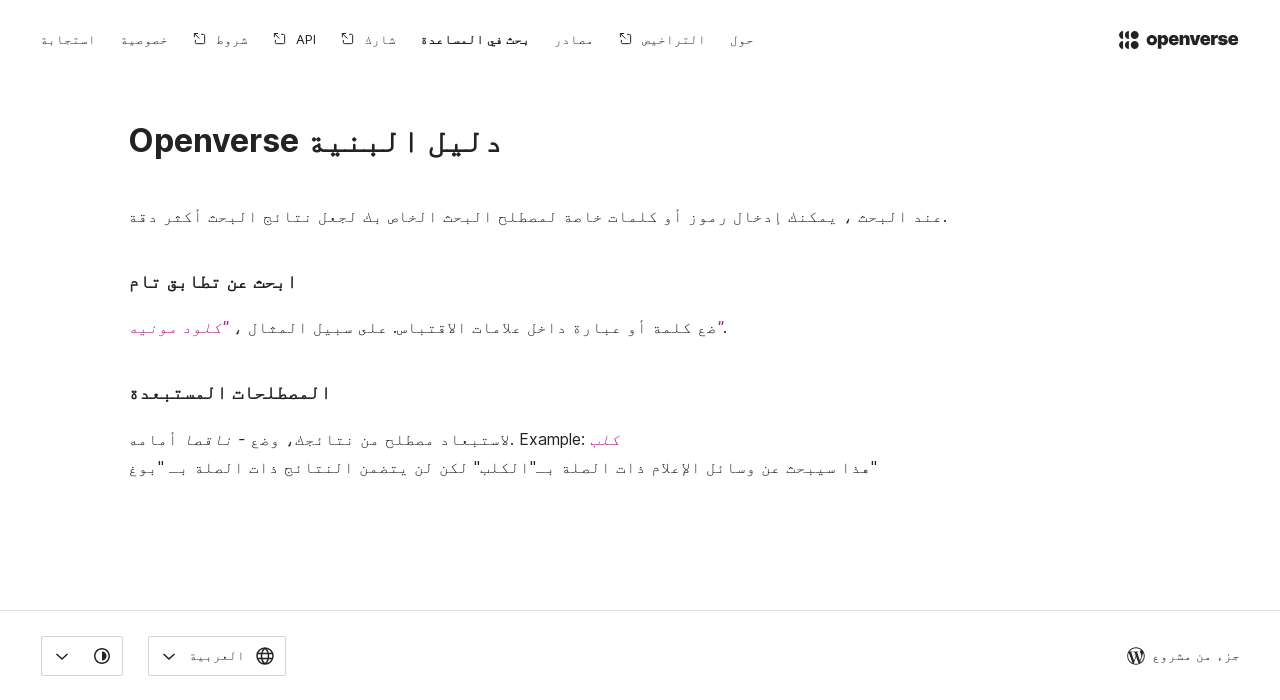 openverse
حول
التراخيص
مصادر
بحث في المساعدة
شارك
API
شروط
خصوصية
استجابة
دليل البنية Openverse
عند البحث ، يمكنك إدخال رموز أو كلمات خاصة لمصطلح البحث الخاص بك لجعل نتائج البحث أكثر دقة.
ابحث عن تطابق تام
ضع كلمة أو عبارة داخل علامات الاقتباس. على سبيل المثال ، "كلود مونيه".
المصطلحات المستبعدة
لاستبعاد مصطلح من نتائجك، وضع - ناقصا أمامه. Example: كلب
هذا سيبحث عن وسائل الإعلام ذات الصلة بـ"الكلب" لكن لن يتضمن النتائج ذات الصلة بـ "بوغ"
جزء من مشروع
العربية